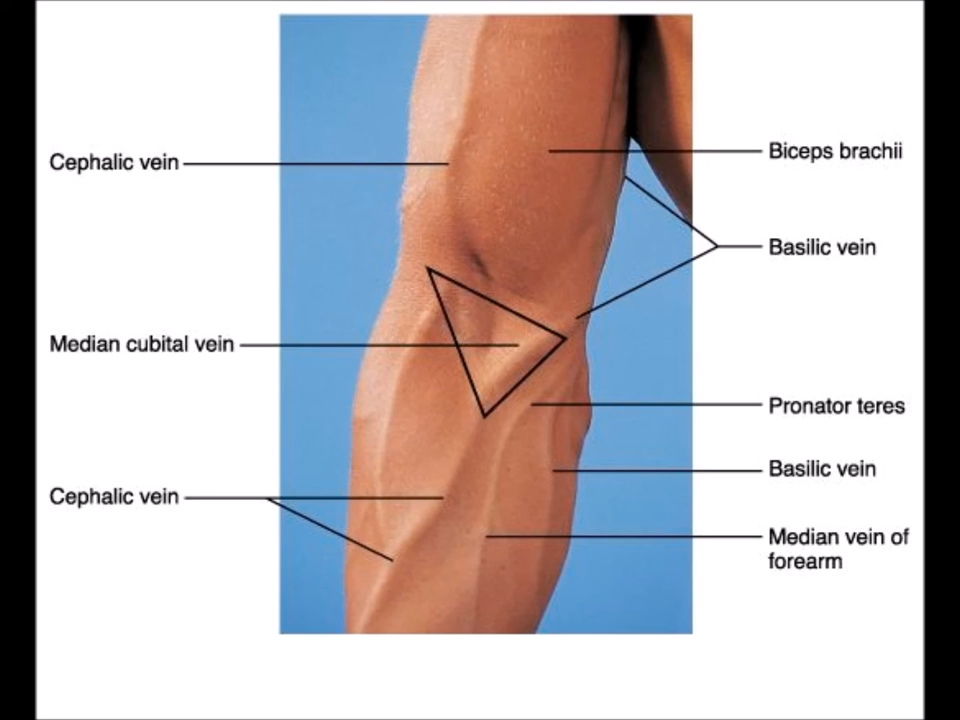 Cephalic vein
Biceps brachii
Basilic vein
Median cubital vein
Pronator teres
Basilic vein
Cephalic vein
Median vein of
forearm